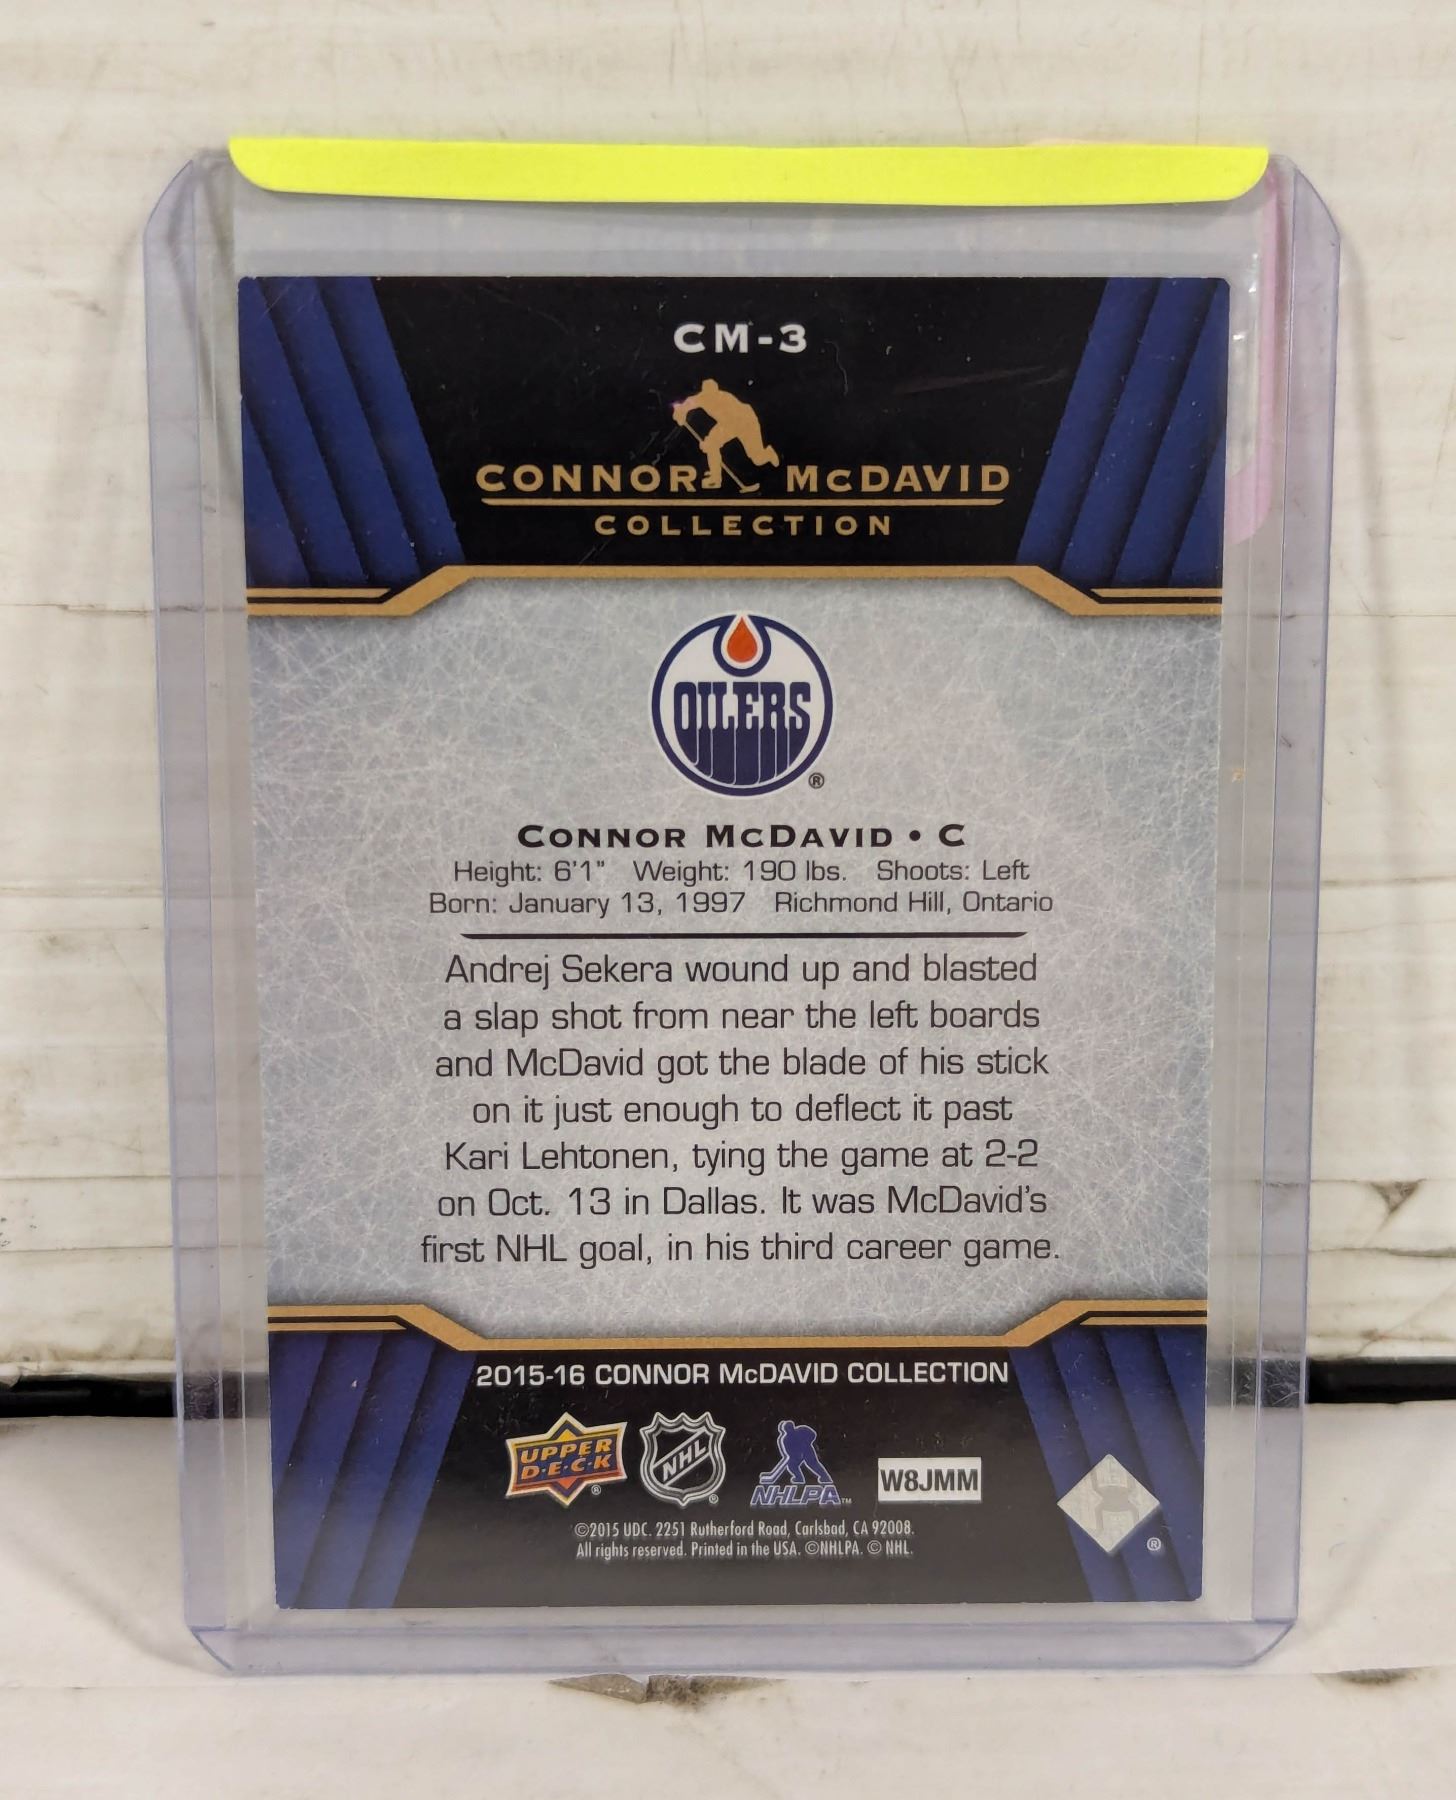 CM-3
CONNOR McDAVID
COLLECTION
OILERS
®
CONNOR McDAVID • C
Height: 6'1" Weight: 190 lbs. Shoots: Left
Born: January 13, 1997 Richmond Hill, Ontario
Andrej Sekera wound up and blasted
a slap shot from near the left boards
and McDavid got the blade of his stick
on it just enough to deflect it past
Kari Lehtonen, tying the game at 2-2
on Oct. 13 in Dallas. It was McDavid's
first NHL goal, in his third career game.
2015-16 CONNOR McDAVID COLLECTION
UPPER
D·E·C·K
®
NHL
®
NHLPA™
W8JMM
®
©2015 UDC. 2251 Rutherford Road, Carlsbad, CA 92008.
All rights reserved. Printed in the USA. ©NHLPA. © NHL.